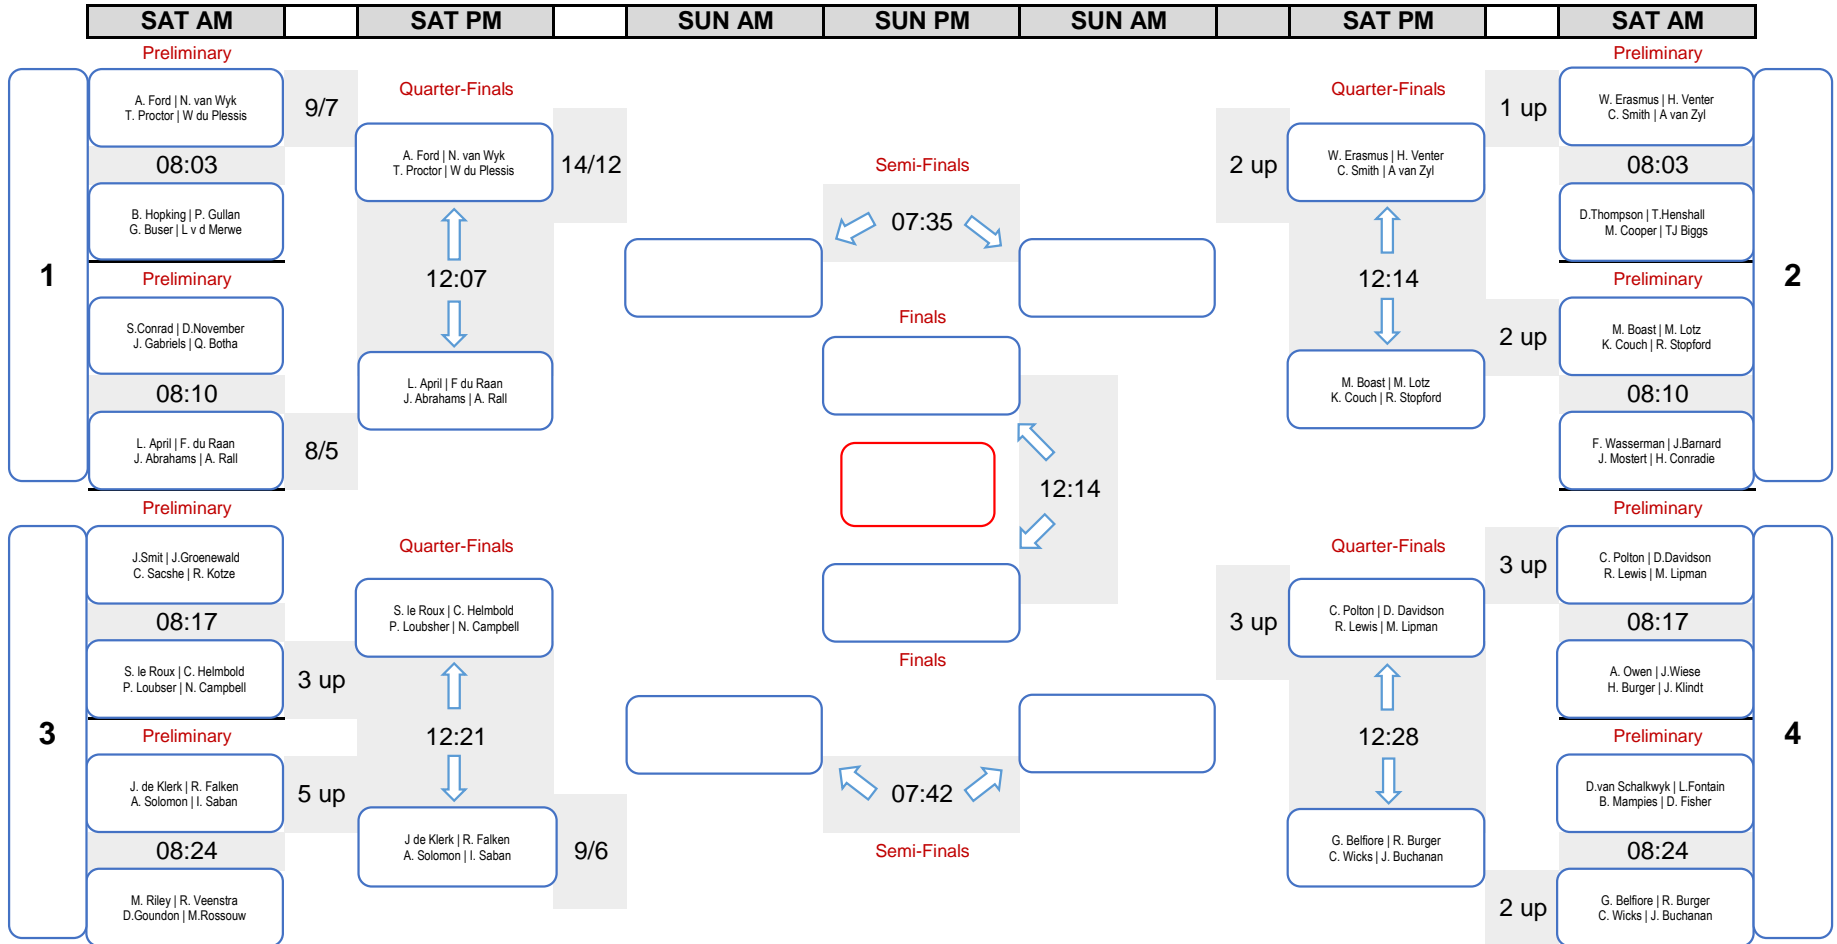 SAT AM SAT PM SUN AM SUN PM SUN AM SAT PM SAT AM
Preliminary
A. Ford | N. van Wyk
T. Proctor | W du Plessis
9/7
08:03
B. Hopking | P. Gullan
G. Buser | L v d Merwe
1
Preliminary
S.Conrad | D.November
J. Gabriels | Q. Botha
08:10
L. April | F. du Raan
J. Abrahams | A. Rall
8/5
Quarter-Finals
A. Ford | N. van Wyk
T. Proctor | W du Plessis
14/12
12:07
L. April | F du Raan
J. Abrahams | A. Rall
Preliminary
J.Smit | J.Groenewald
C. Sacshe | R. Kotze
08:17
S. le Roux | C. Helmbold
P. Loubser | N. Campbell
3 up
3
Preliminary
J. de Klerk | R. Falken
A. Solomon | I. Saban
5 up
08:24
M. Riley | R. Veenstra
D.Goundon | M.Rossouw
Quarter-Finals
S. le Roux | C. Helmbold
P. Loubsher | N. Campbell
12:21
J de Klerk | R. Falken
A. Solomon | I. Saban
9/6
Semi-Finals
07:35
Finals
12:14
Finals
07:42
Semi-Finals
Quarter-Finals
2 up
W. Erasmus | H. Venter
C. Smith | A van Zyl
12:14
M. Boast | M. Lotz
K. Couch | R. Stopford
Preliminary
1 up
W. Erasmus | H. Venter
C. Smith | A van Zyl
08:03
D.Thompson | T.Henshall
M. Cooper | TJ Biggs
2
Preliminary
2 up
M. Boast | M. Lotz
K. Couch | R. Stopford
08:10
F. Wasserman | J.Barnard
J. Mostert | H. Conradie
Quarter-Finals
3 up
C. Polton | D. Davidson
R. Lewis | M. Lipman
12:28
G. Belfiore | R. Burger
C. Wicks | J. Buchanan
Preliminary
3 up
C. Polton | D.Davidson
R. Lewis | M. Lipman
08:17
A. Owen | J.Wiese
H. Burger | J. Klindt
4
Preliminary
D.van Schalkwyk | L.Fontain
B. Mampies | D. Fisher
08:24
2 up
G. Belfiore | R. Burger
C. Wicks | J. Buchanan